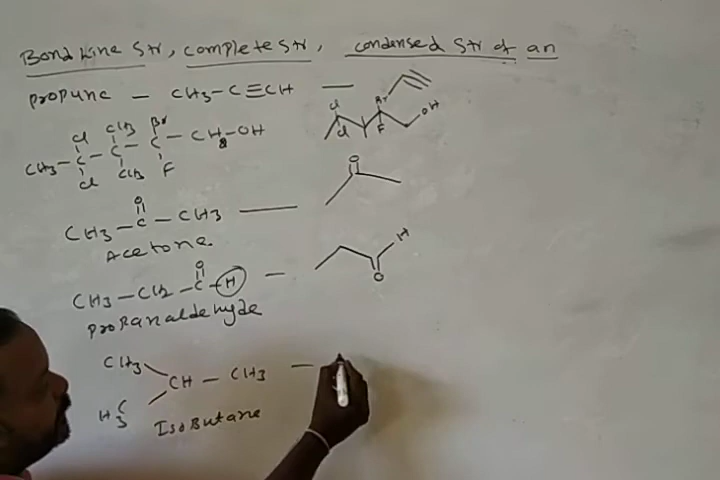 Bond Line Str, complete str, condensed Str of an
propune — CH3-C≡CH —
Cl CH3 Br
CH3-C-C-C-CH2-OH
Cl CH3 F
Cl Cl Br F OH
O
CH3-C-CH3 — O
Acetone
O
CH3-CH2-C-H — H O
propanaldehyde
CH3
CH-CH3 —
H3C
IsoButane